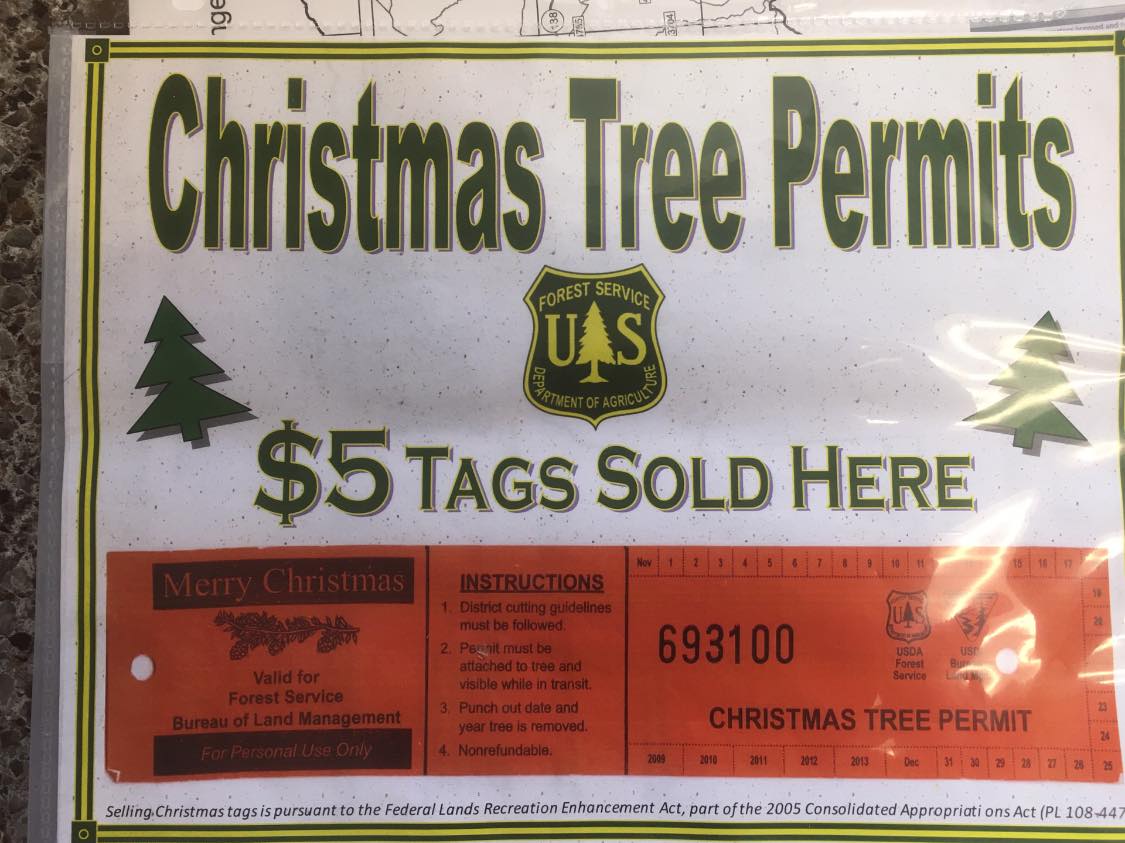 nge
138
Christmas Tree Permits
FOREST SERVICE
U S
DEPARTMENT OF AGRICULTURE
$5 TAGS SOLD HERE
Merry Christmas
Valid for
Forest Service
Bureau of Land Management
For Personal Use Only
INSTRUCTIONS
1. District cutting guidelines
must be followed.
2. Permit must be
attached to tree and
visible while in transit.
3. Punch out date and
year tree is removed.
4. Nonrefundable.
Nov 1 2 3 4 5 6 7 8 9 10 11 15 16 17
19
20
693100
U S
USDA
Forest
Service
CHRISTMAS TREE PERMIT
23
24
2009 2010 2011 2012 2013 Dec 31 30 29 28 27 26 25
Selling Christmas tags is pursuant to the Federal Lands Recreation Enhancement Act, part of the 2005 Consolidated Appropriations Act (PL 108-447